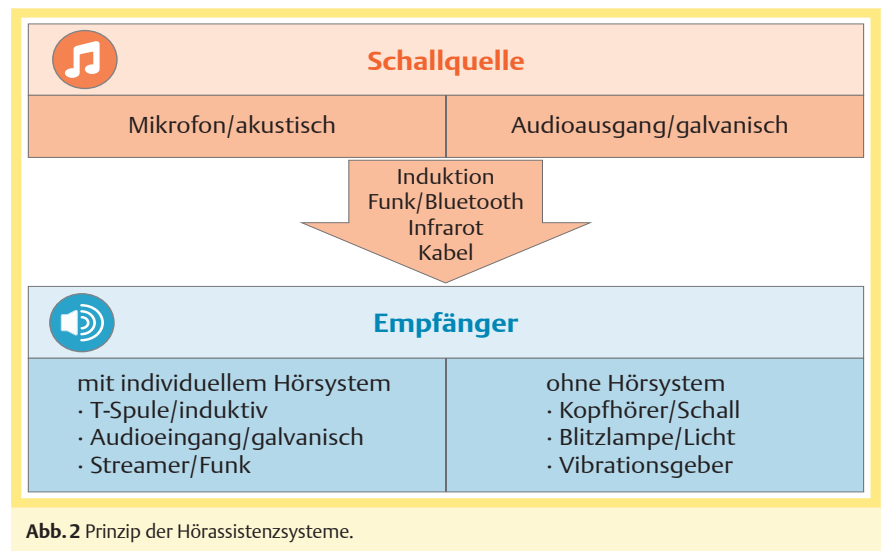 Schallquelle
Mikrofon/akustisch
Audioausgang/galvanisch
Induktion
Funk/Bluetooth
Infrarot
Kabel
Empfänger
mit individuellem Hörsystem
· T-Spule/induktiv
· Audioeingang/galvanisch
· Streamer/Funk
ohne Hörsystem
· Kopfhörer/Schall
· Blitzlampe/Licht
· Vibrationsgeber
Abb. 2 Prinzip der Hörassistenzsysteme.